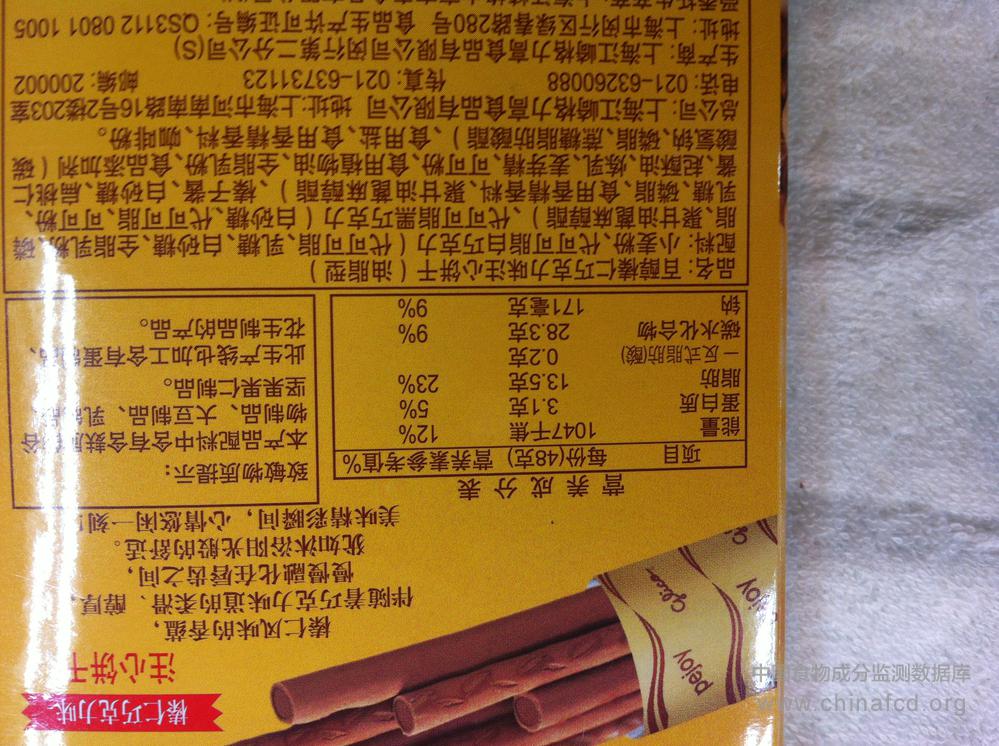 榛仁巧克力味
注心饼干
榛仁风味的香蕴，
伴随着巧克力味道的柔滑、醇厚，
慢慢融化在唇齿之间，
犹如沐浴阳光般的舒适。
美味精彩瞬间，心情悠闲一刻
pejoy
Glico
pejoy
营养成分表
项目 每份(48克) 营养素参考值%
能量 1047千焦 12%
蛋白质 3.1克 5%
脂肪 13.5克 23%
－反式脂肪(酸) 0.2克
碳水化合物 28.3克 9%
钠 171毫克 9%
致敏物质提示：
本产品配料中含有含麸质谷
物制品、大豆制品、乳制品、
坚果果仁制品。
此生产线也加工含有蛋制品、
花生制品的产品。
品名：百醇榛仁巧克力味注心饼干（油脂型）
配料：小麦粉、代可可脂白巧克力（代可可脂、乳糖、白砂糖、全脂乳粉、磷
脂、聚甘油蓖麻醇酯）、代可可脂黑巧克力（白砂糖、代可可脂、可可粉、
乳糖、磷脂、食用香精香料、聚甘油蓖麻醇酯）、榛子酱、白砂糖、扁桃仁
酱、起酥油、炼乳、麦芽精、可可粉、食用植物油、全脂乳粉、食品添加剂（碳
酸氢钠、磷脂、蔗糖脂肪酸酯）、食用盐、食用香精香料、咖啡粉。
总公司：上海江崎格力高食品有限公司 地址:上海市河南南路16号2楼203室
电话: 021-63260088 传真: 021-63731123 邮编: 200002
生产商：上海江崎格力高食品有限公司闵行第二分公司(S)
地址：上海市闵行区绿春路280号 食品生产许可证编号：QS3112 0801 1005
中国食物成分监测数据库
www.chinafcd.org